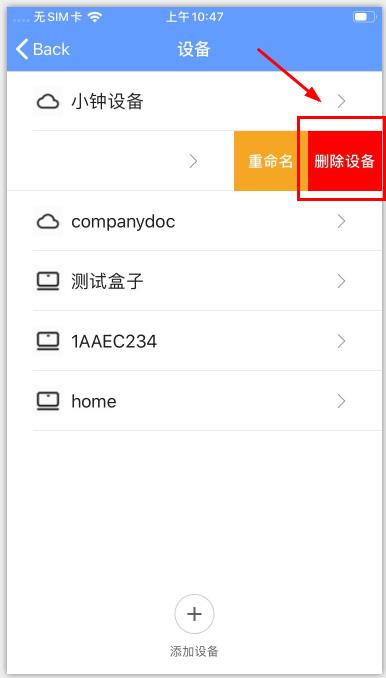 无SIM卡 上午10:47
Back 设备
小钟设备
重命名 删除设备
companydoc
测试盒子
1AAEC234
home
添加设备